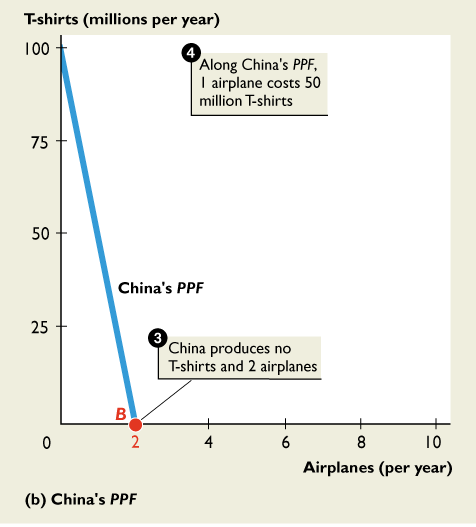 T-shirts (millions per year)
100
4
Along China's PPF,
1 airplane costs 50
million T-shirts
75
50
China's PPF
25
3
China produces no
T-shirts and 2 airplanes
B
0
2
4
6
8
10
Airplanes (per year)
(b) China's PPF